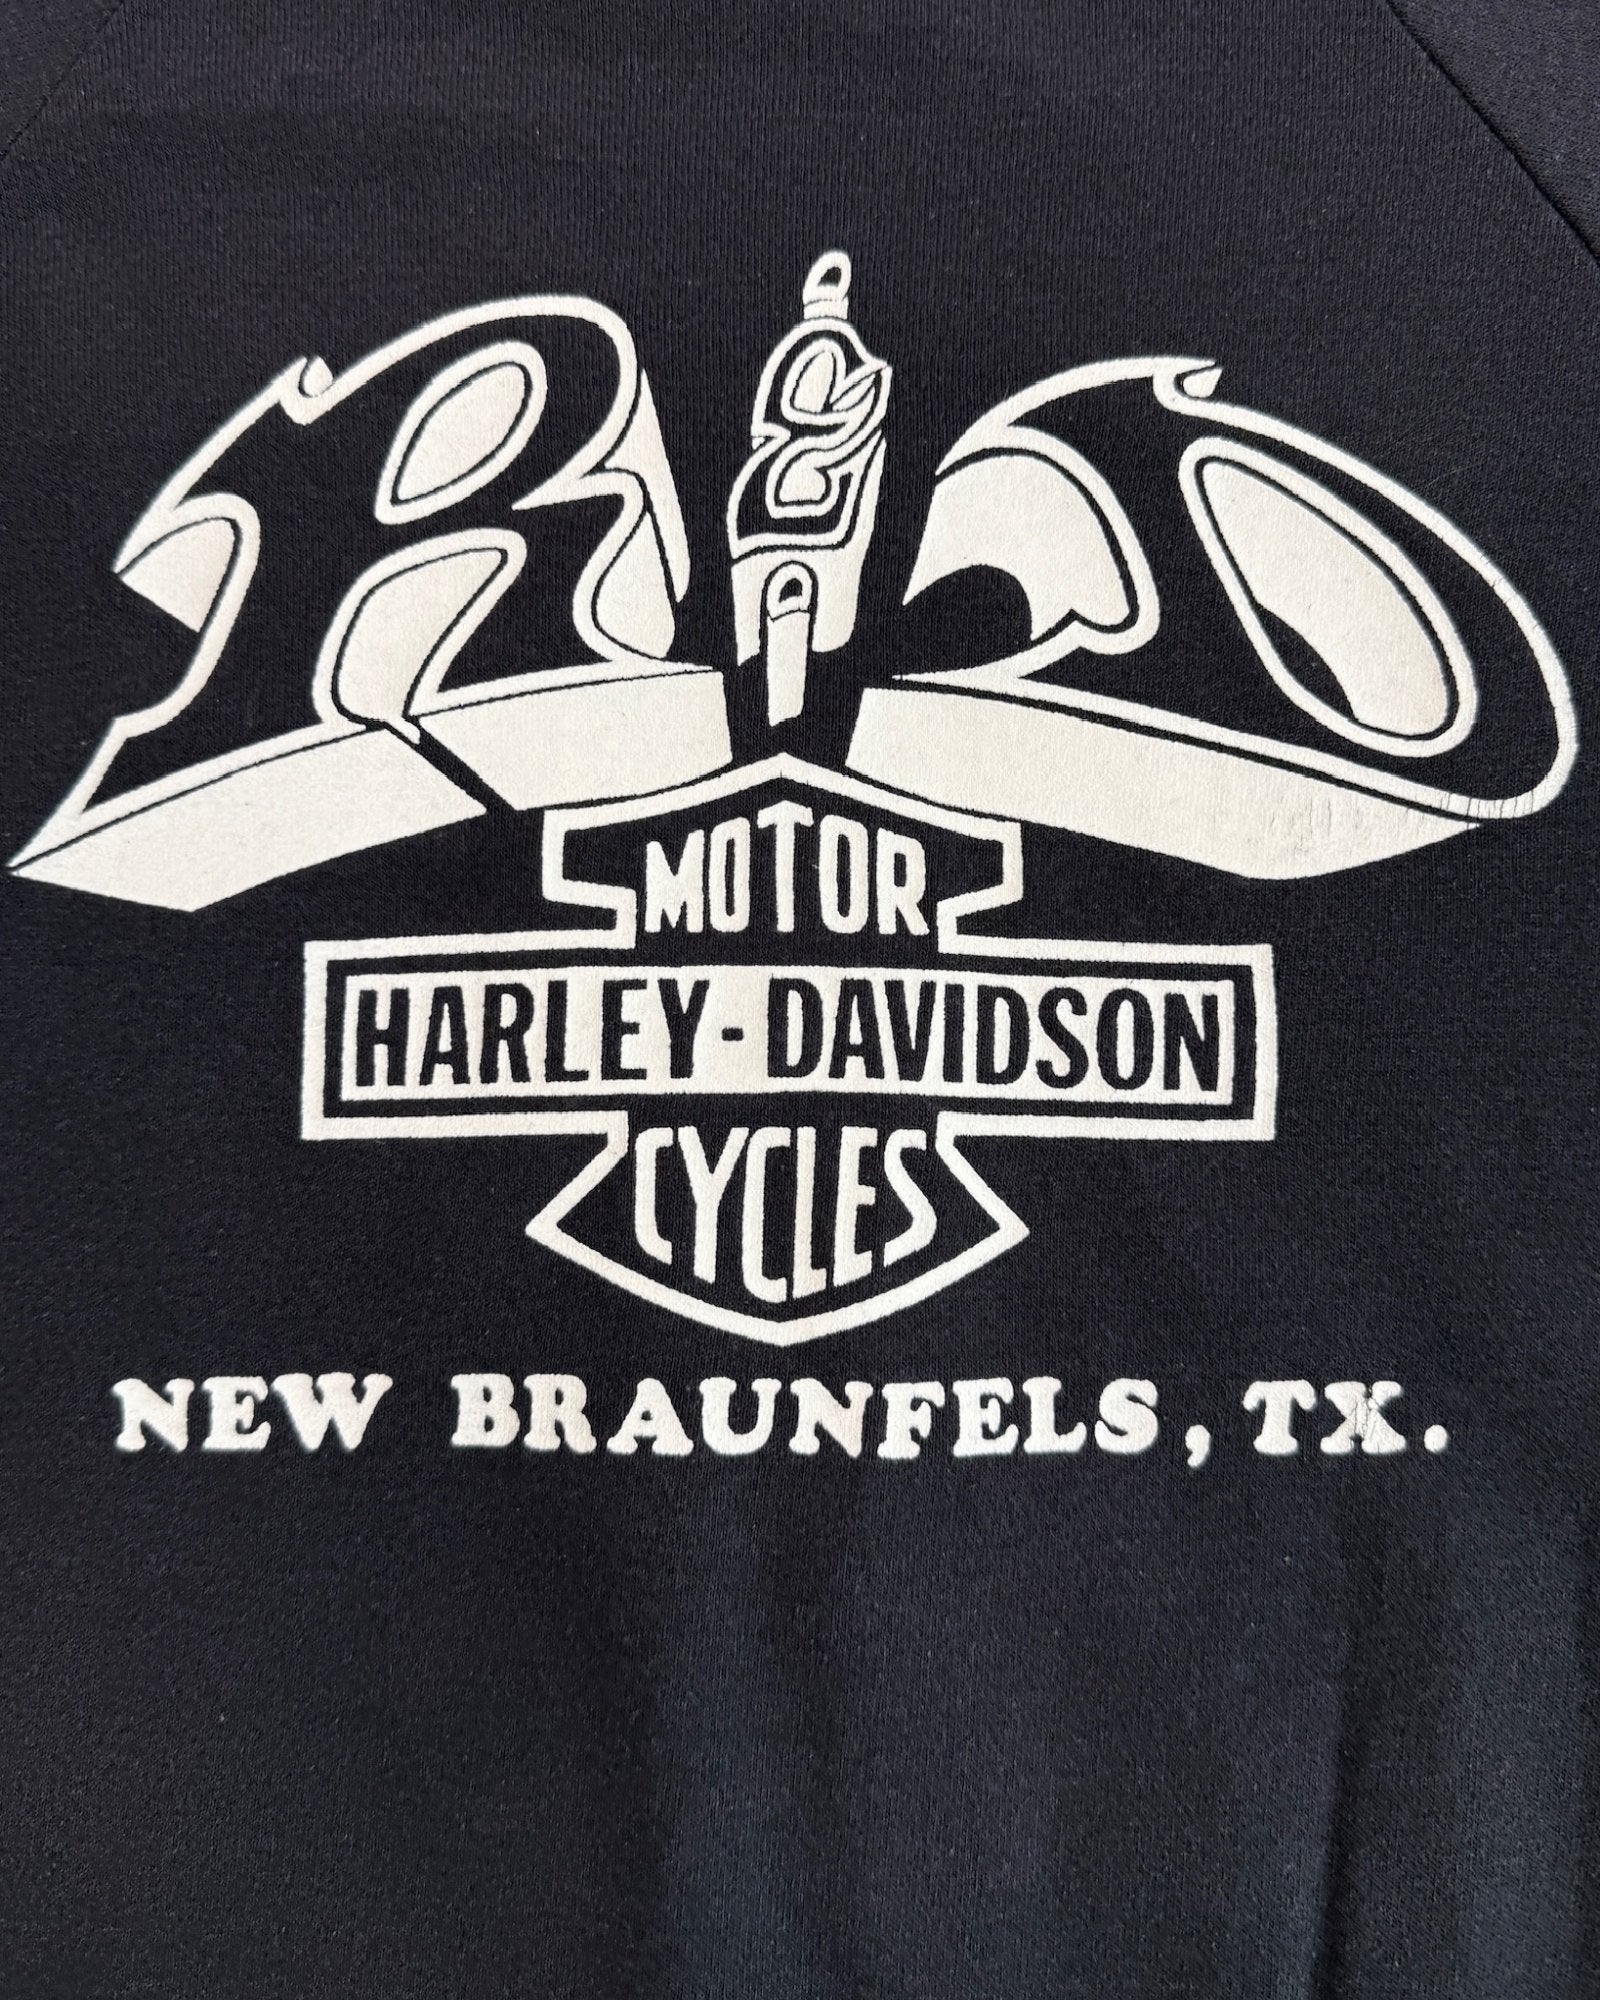 R & D
MOTOR
HARLEY-DAVIDSON
CYCLES
NEW BRAUNFELS, TX.